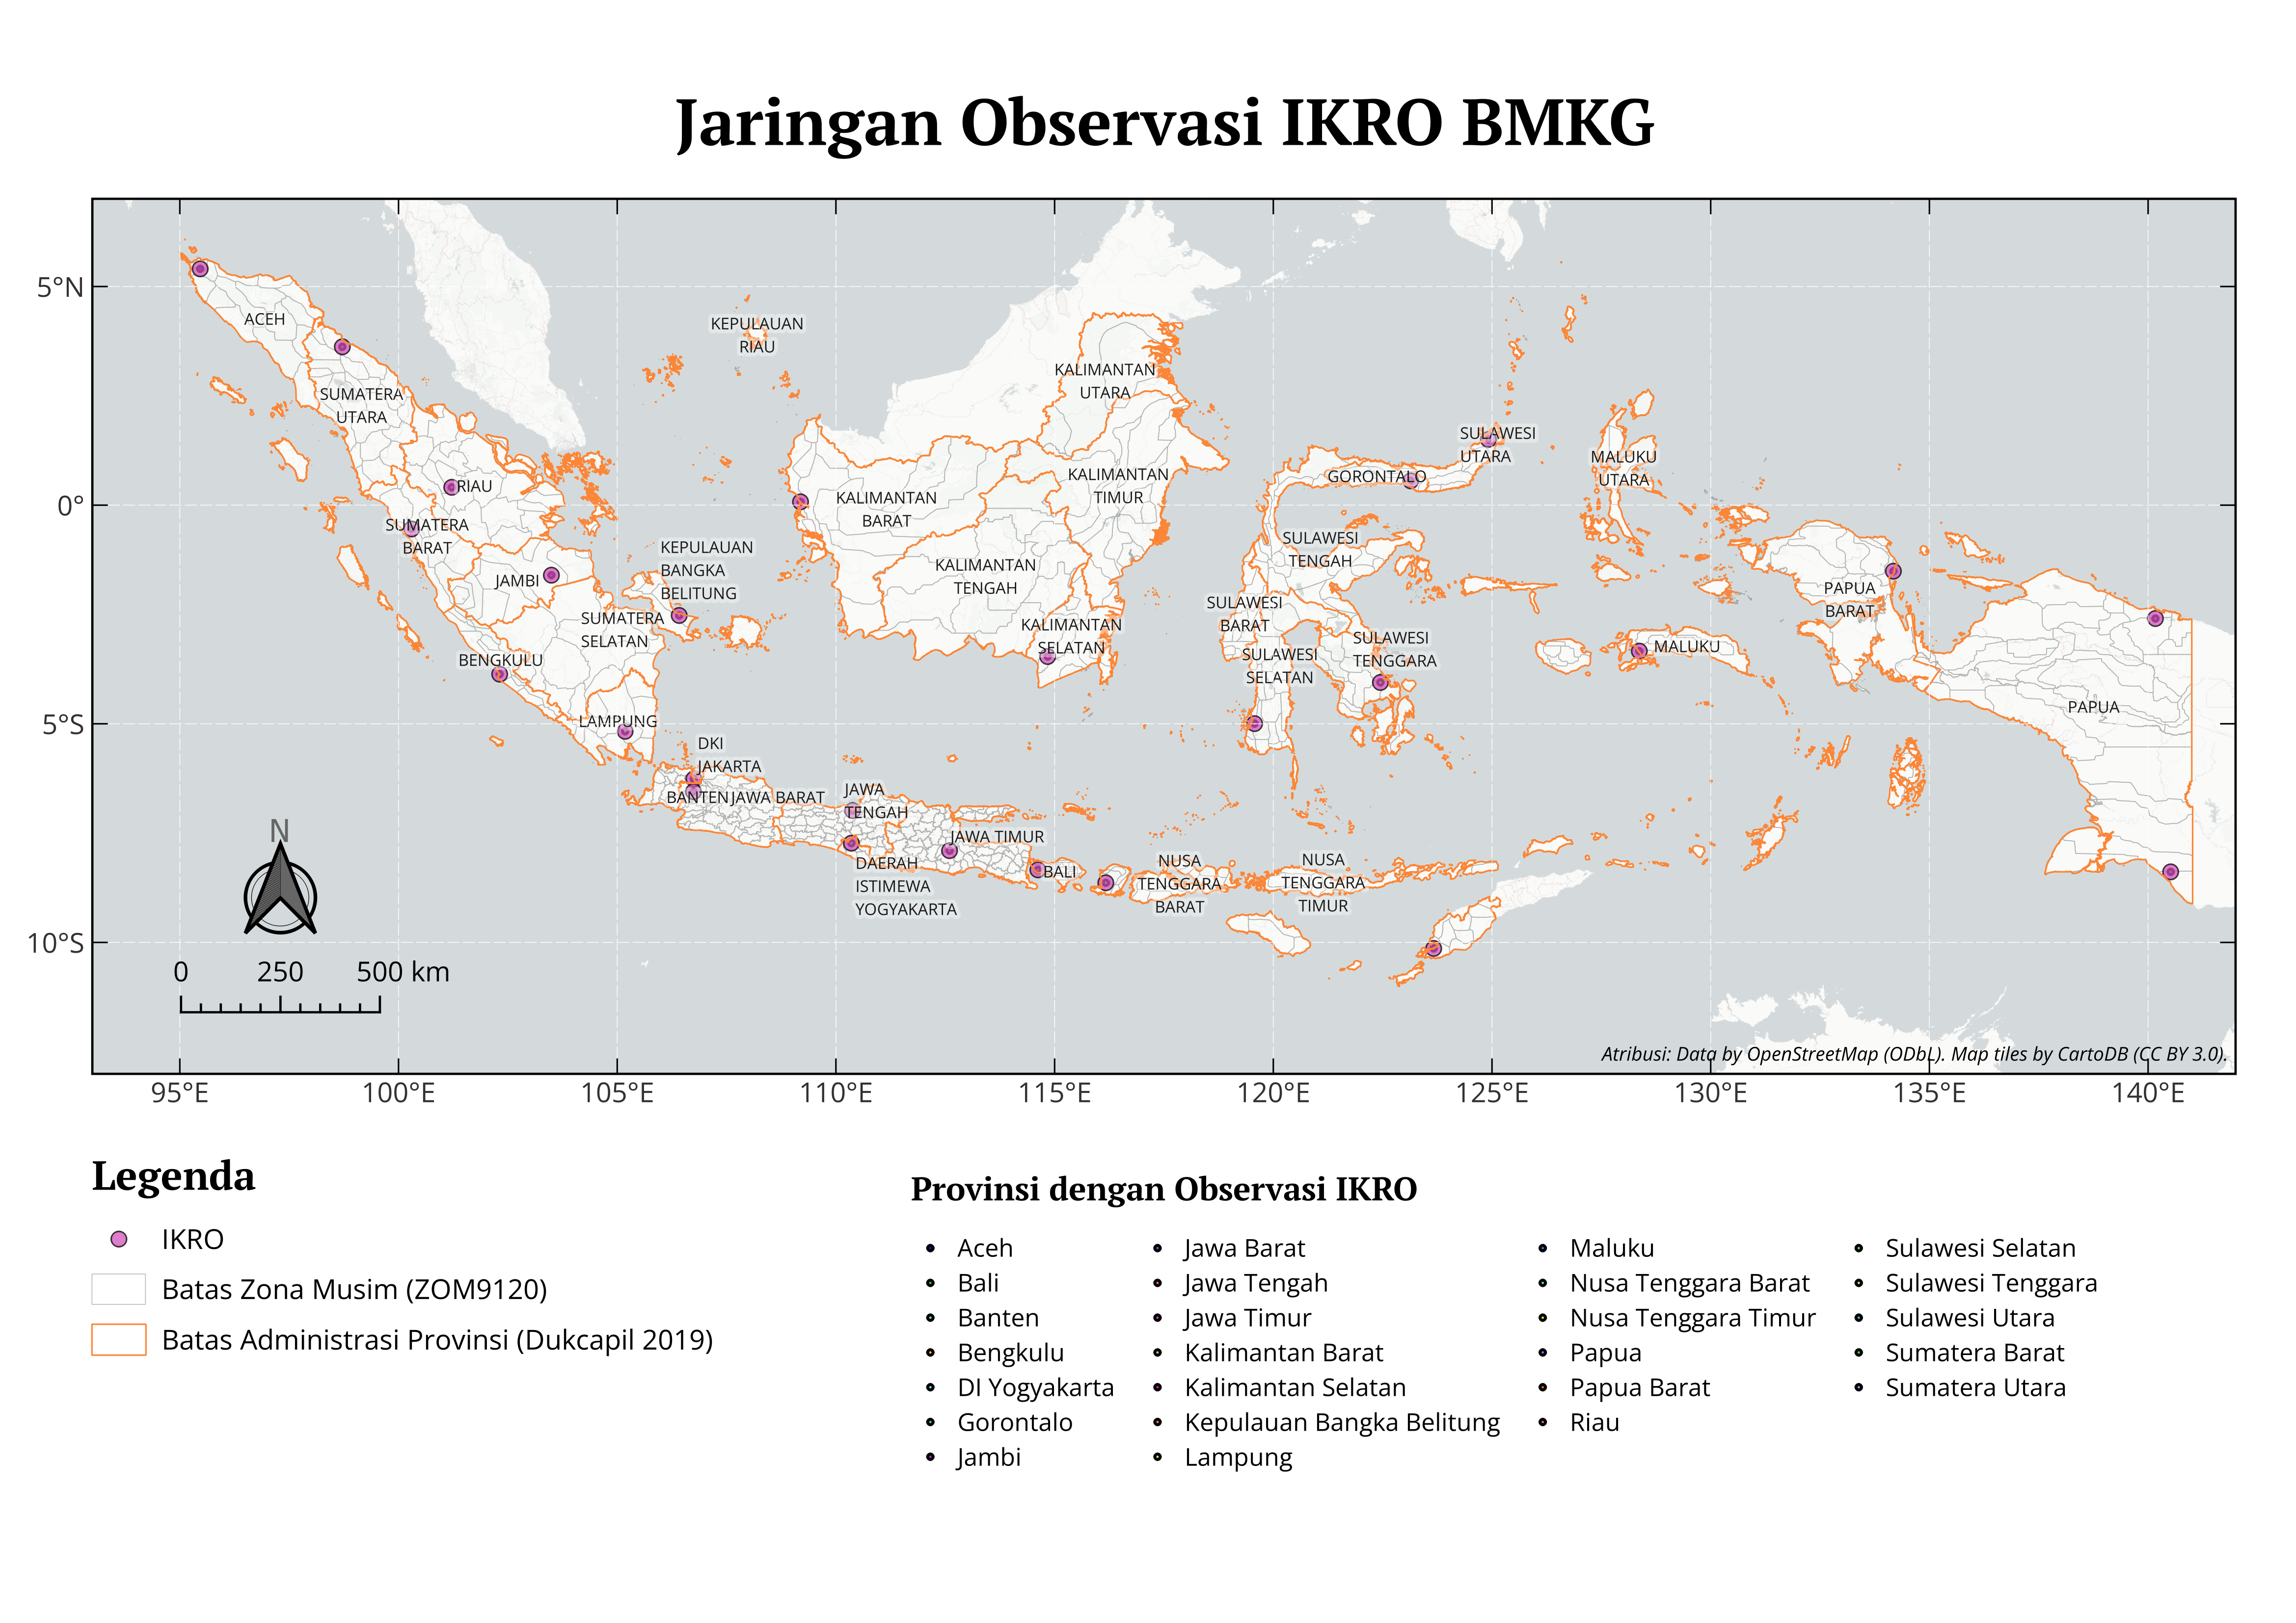 Jaringan Observasi IKRO BMKG
5°N
0°
5°S
10°S
ACEH
SUMATERA
UTARA
RIAU
SUMATERA
BARAT
JAMBI
KEPULAUAN
RIAU
KEPULAUAN
BANGKA
BELITUNG
SUMATERA
SELATAN
BENGKULU
LAMPUNG
DKI
JAKARTA
BANTEN
JAWA BARAT
JAWA
TENGAH
DAERAH
ISTIMEWA
YOGYAKARTA
JAWA TIMUR
BALI
NUSA
TENGGARA
BARAT
NUSA
TENGGARA
TIMUR
KALIMANTAN
UTARA
KALIMANTAN
TIMUR
KALIMANTAN
BARAT
KALIMANTAN
TENGAH
KALIMANTAN
SELATAN
SULAWESI
UTARA
GORONTALO
SULAWESI
TENGAH
SULAWESI
BARAT
SULAWESI
SELATAN
SULAWESI
TENGGARA
MALUKU
UTARA
MALUKU
PAPUA
BARAT
PAPUA
N
0 250 500 km
Atribusi: Data by OpenStreetMap (ODbL). Map tiles by CartoDB (CC BY 3.0).
95°E 100°E 105°E 110°E 115°E 120°E 125°E 130°E 135°E 140°E
Legenda
IKRO
Batas Zona Musim (ZOM9120)
Batas Administrasi Provinsi (Dukcapil 2019)
Provinsi dengan Observasi IKRO
Aceh
Bali
Banten
Bengkulu
DI Yogyakarta
Gorontalo
Jambi
Jawa Barat
Jawa Tengah
Jawa Timur
Kalimantan Barat
Kalimantan Selatan
Kepulauan Bangka Belitung
Lampung
Maluku
Nusa Tenggara Barat
Nusa Tenggara Timur
Papua
Papua Barat
Riau
Sulawesi Selatan
Sulawesi Tenggara
Sulawesi Utara
Sumatera Barat
Sumatera Utara